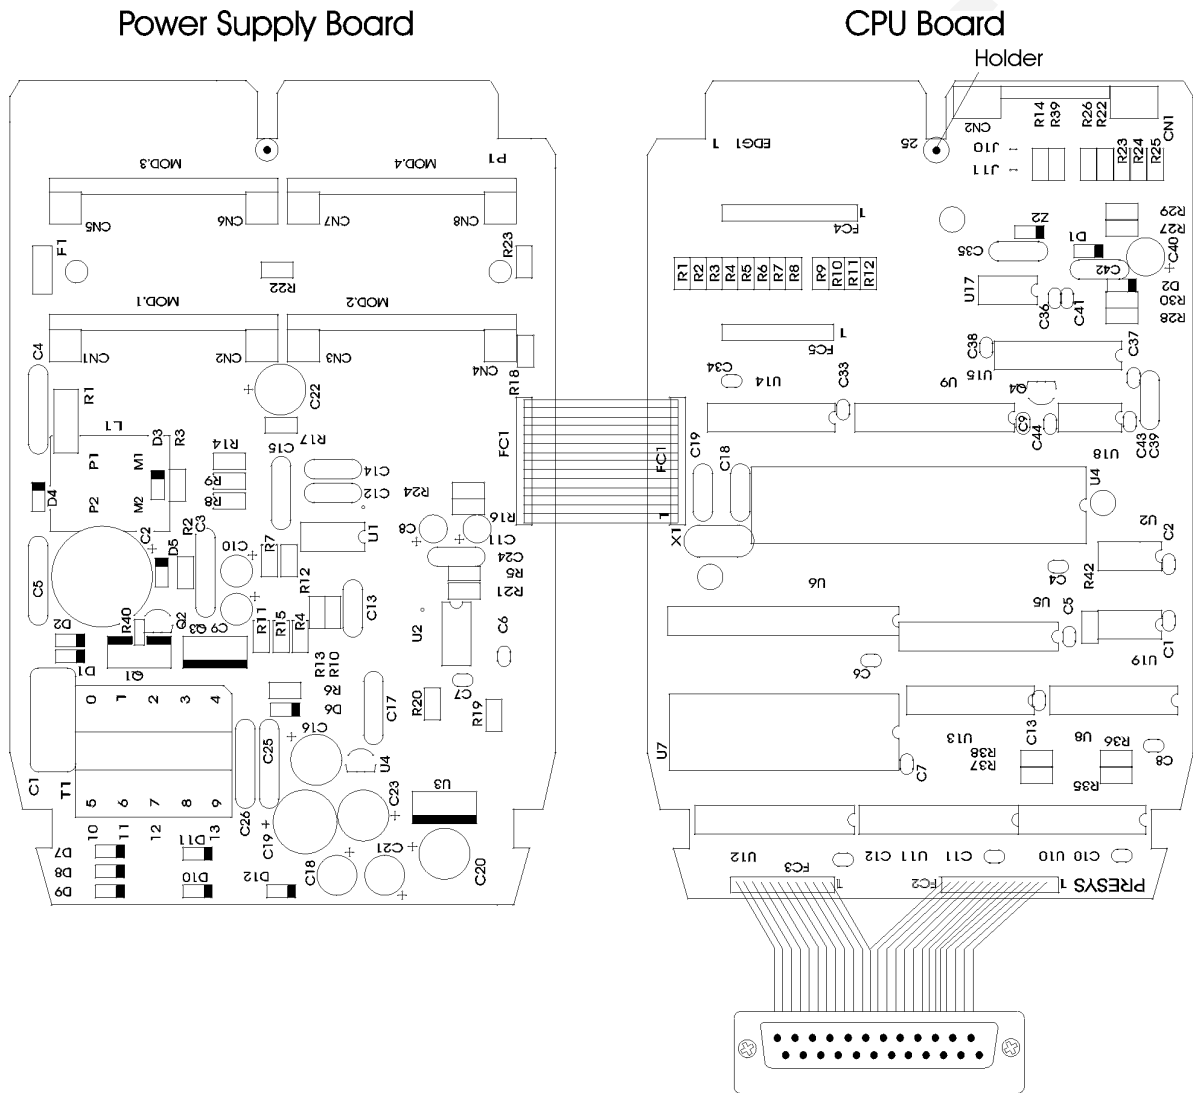 Power Supply Board
MOD.3
MOD.4
P1
CN5
CN6
CN7
CN8
F1
R22
R23
MOD.1
MOD.2
CN1
CN2
CN3
CN4
R18
C4
R1
C22
L1
D3
R3
R14
R17
C15
C14
FC1
P1
M1
R9
C12
R24
D4
P2
M2
R8
R16
R2
C3
U1
C8
C11
C2
D5
C10
R7
C24
R5
R12
R21
C5
C13
D2
R40
Q2
Q3
C9
R11
R15
R4
U2
C6
D1
Q1
R13
R10
C7
R6
D6
C17
R20
R19
0
1
2
3
4
C16
C25
U4
C1
T1
5
6
7
8
9
C26
C19
C23
U3
10
11
12
D11
13
D7
D8
D9
D10
D12
C18
C21
C20
CPU Board
Holder
1
EDG1
25
CN2
R14
R39
R26
R22
CN1
J10
J11
R23
R24
R25
FC4
1
Z2
R29
R27
C35
D1
C40
C42
R1
R2
R3
R4
R5
R6
R7
R8
R9
R10
R11
R12
U17
D2
R30
C36
C41
R28
FC5
1
C38
C37
C34
U14
C33
U9
U15
Q4
C9
C44
C43
C39
U18
FC1
1
C19
C18
U4
X1
U2
C2
U6
C4
R42
U5
C5
C1
U19
C6
U7
C7
U13
C13
U8
R38
R37
R36
C8
R35
U12
C12
U11
C11
U10
C10
FC3
1
FC2
1
PRESYS